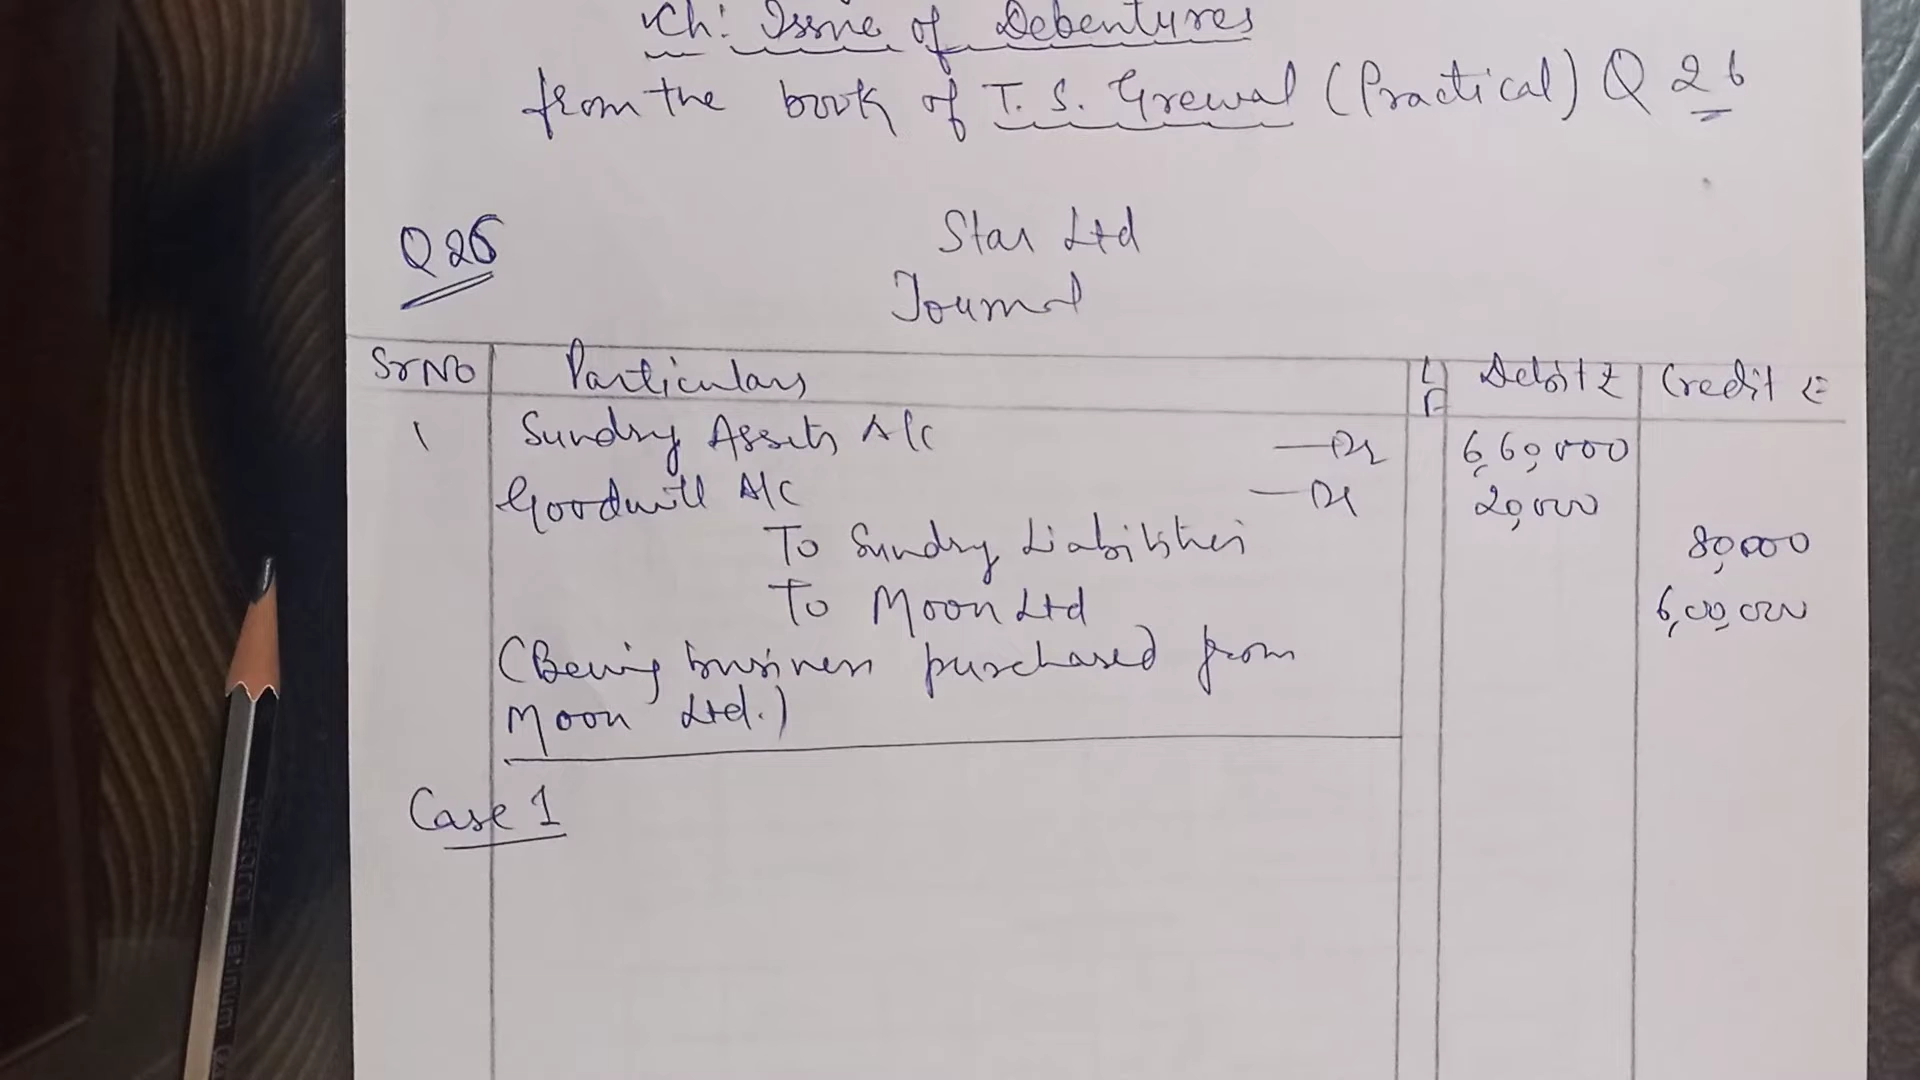 Ch: Issue of Debentures
from the book of T. S. Grewal (Practical) Q 26
Q 26
Star Ltd
Journal
Sr No Particulars LF Debit ₹ Credit ₹
1 Sundry Assets A/C —Dr 6,60,000
Goodwill A/C —Dr 20,000
To Sundry Liabilities 80,000
To Moon Ltd 6,00,000
(Being business purchased from
Moon Ltd.)
Case 1